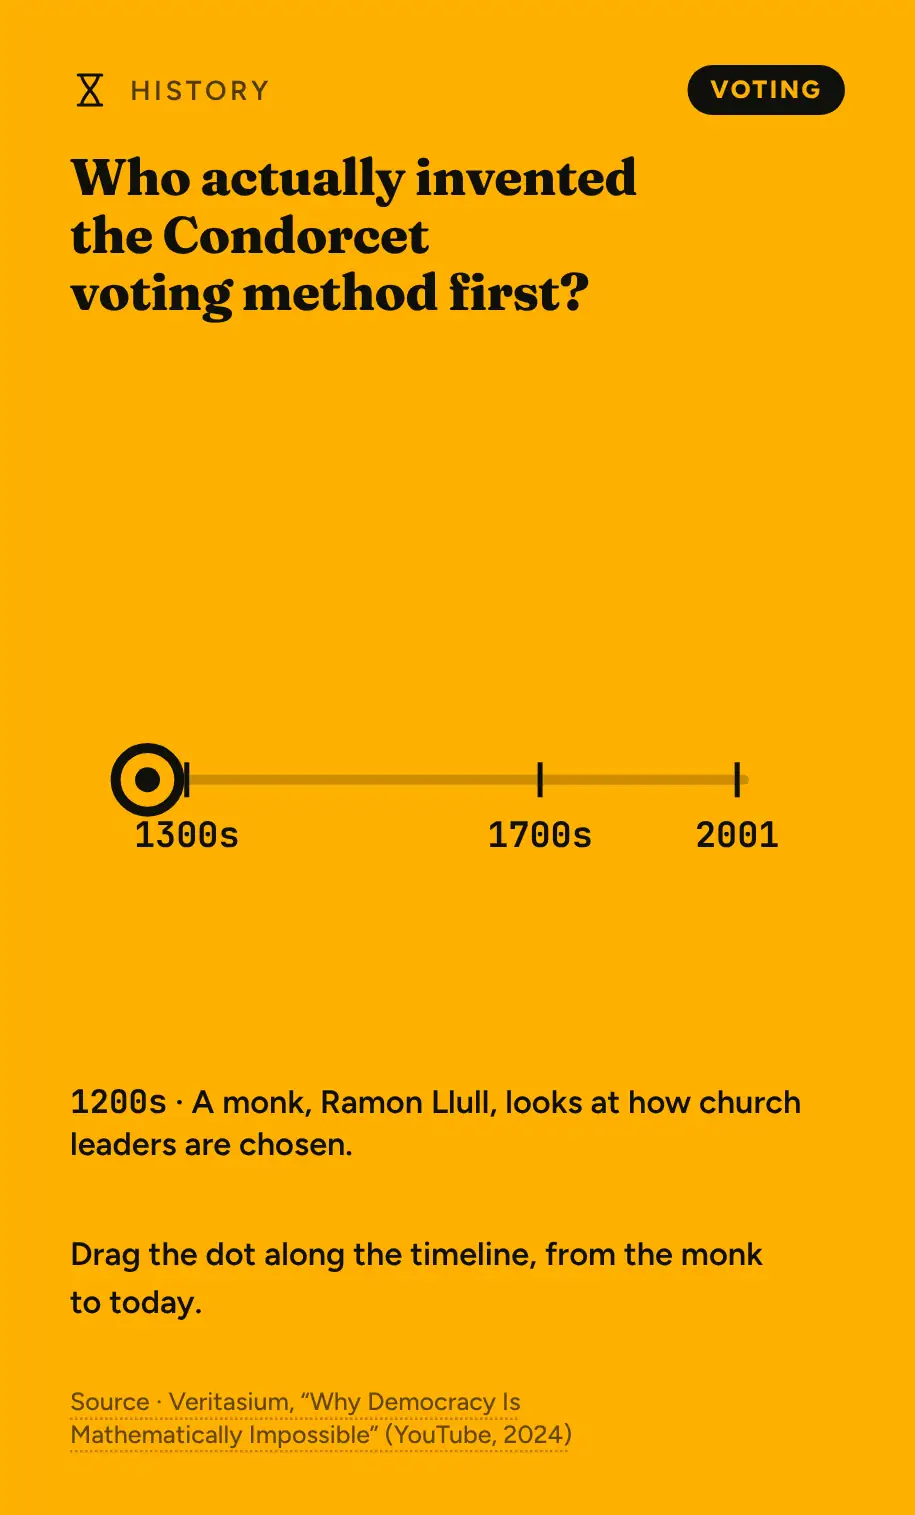 HISTORY
VOTING
Who actually invented
the Condorcet
voting method first?
1300s
1700s
2001
1200s · A monk, Ramon Llull, looks at how church
leaders are chosen.
Drag the dot along the timeline, from the monk
to today.
Source · Veritasium, “Why Democracy Is
Mathematically Impossible” (YouTube, 2024)